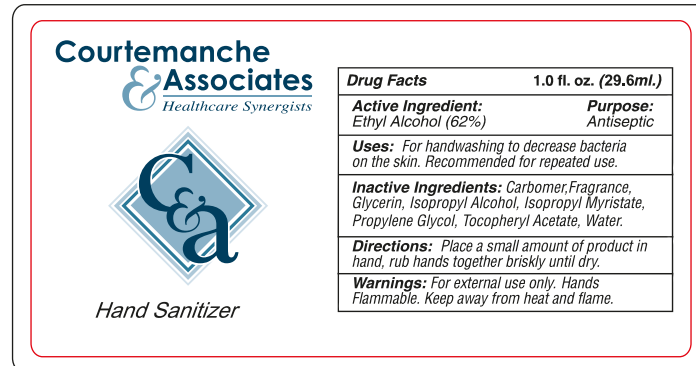 Courtemanche
& Associates
Healthcare Synergists
C&a
Hand Sanitizer
Drug Facts 1.0 fl. oz. (29.6ml.)
Active Ingredient: Purpose:
Ethyl Alcohol (62%) Antiseptic
Uses: For handwashing to decrease bacteria
on the skin. Recommended for repeated use.
Inactive Ingredients: Carbomer,Fragrance,
Glycerin, Isopropyl Alcohol, Isopropyl Myristate,
Propylene Glycol, Tocopheryl Acetate, Water.
Directions: Place a small amount of product in
hand, rub hands together briskly until dry.
Warnings: For external use only. Hands
Flammable. Keep away from heat and flame.